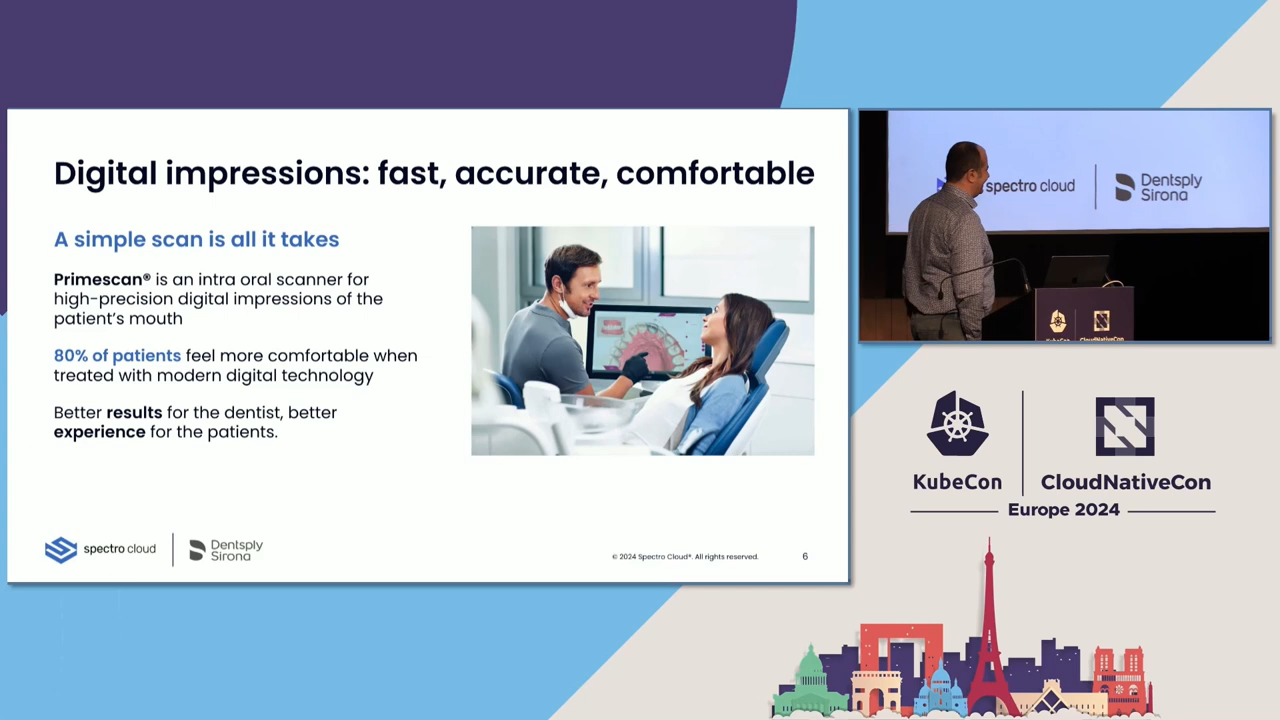 Digital impressions: fast, accurate, comfortable
A simple scan is all it takes
Primescan® is an intra oral scanner for
high-precision digital impressions of the
patient's mouth
80% of patients feel more comfortable when
treated with modern digital technology
Better results for the dentist, better
experience for the patients.
spectro cloud
Dentsply
Sirona
© 2024 Spectro Cloud®. All rights reserved.
6
spectro cloud
Dentsply
Sirona
KubeCon
CloudNativeCon
KubeCon
CloudNativeCon
Europe 2024